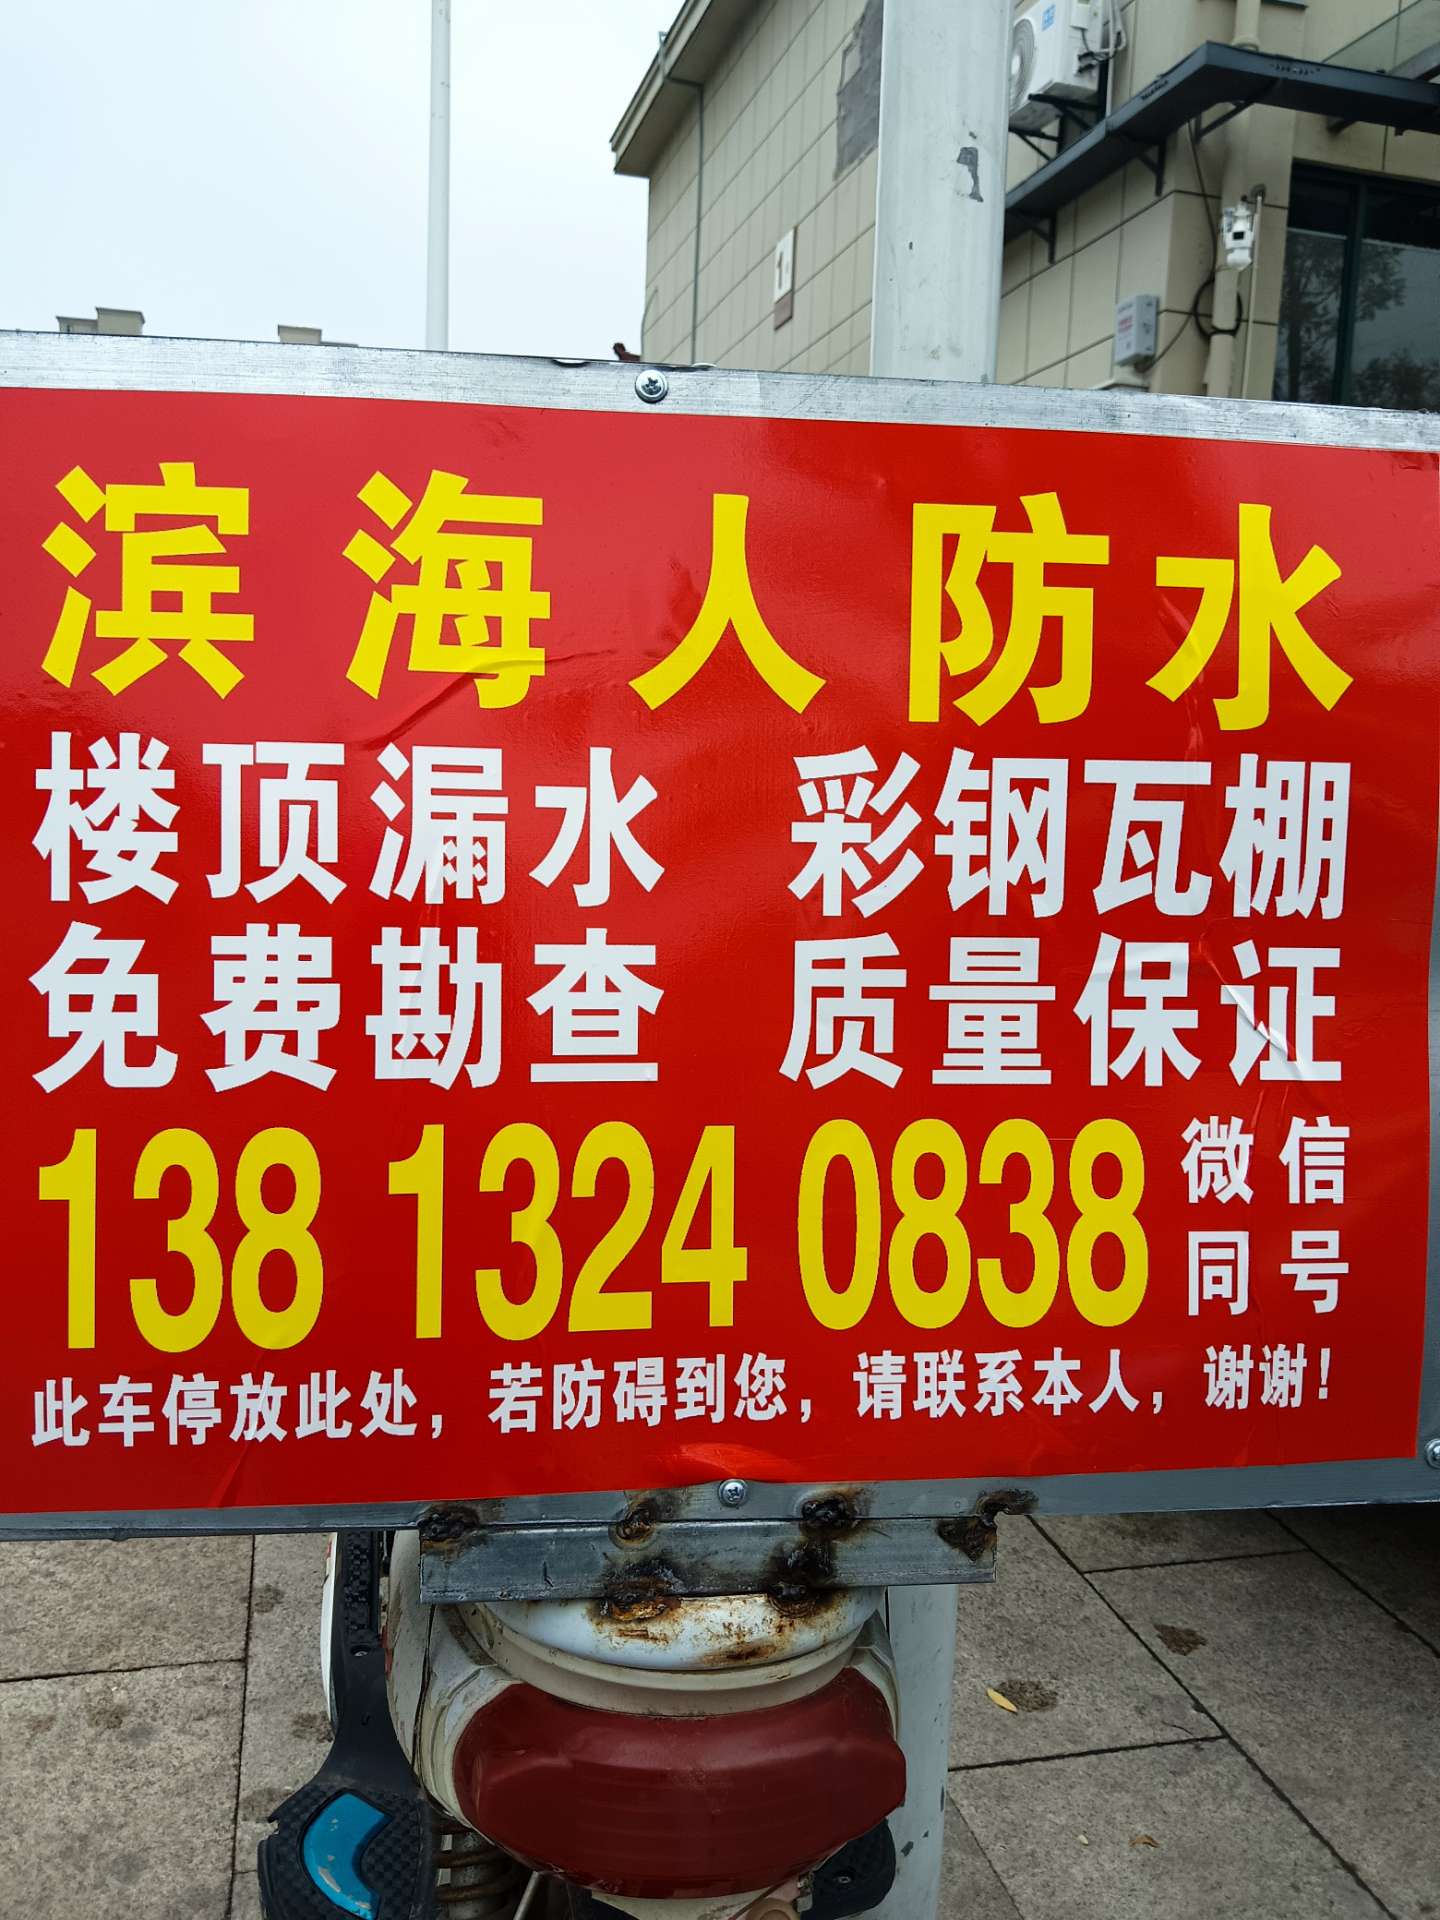 滨海人防水
楼顶漏水 彩钢瓦棚
免费勘查 质量保证
138 1324 0838 微信同号
此车停放此处，若防碍到您，请联系本人，谢谢！